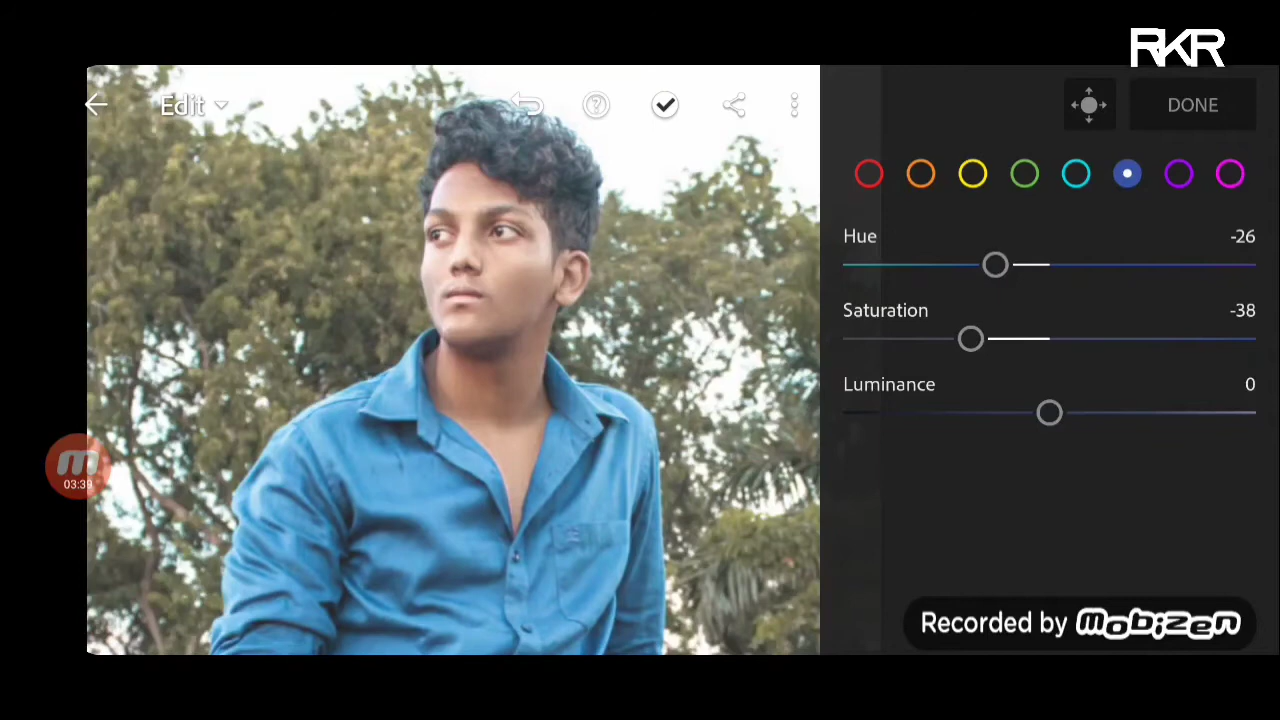 RKR
Edit
DONE
Hue -26
Saturation -38
Luminance 0
03:39
Recorded by mobizen